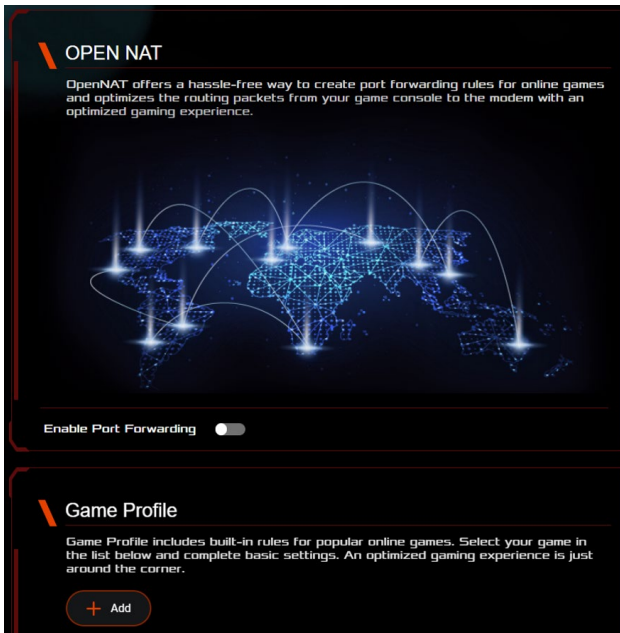 OPEN NAT
OpenNAT offers a hassle-free way to create port forwarding rules for online games
and optimizes the routing packets from your game console to the modem with an
optimized gaming experience.
Enable Port Forwarding
Game Profile
Game Profile includes built-in rules for popular online games. Select your game in
the list below and complete basic settings. An optimized gaming experience is just
around the corner.
+ Add